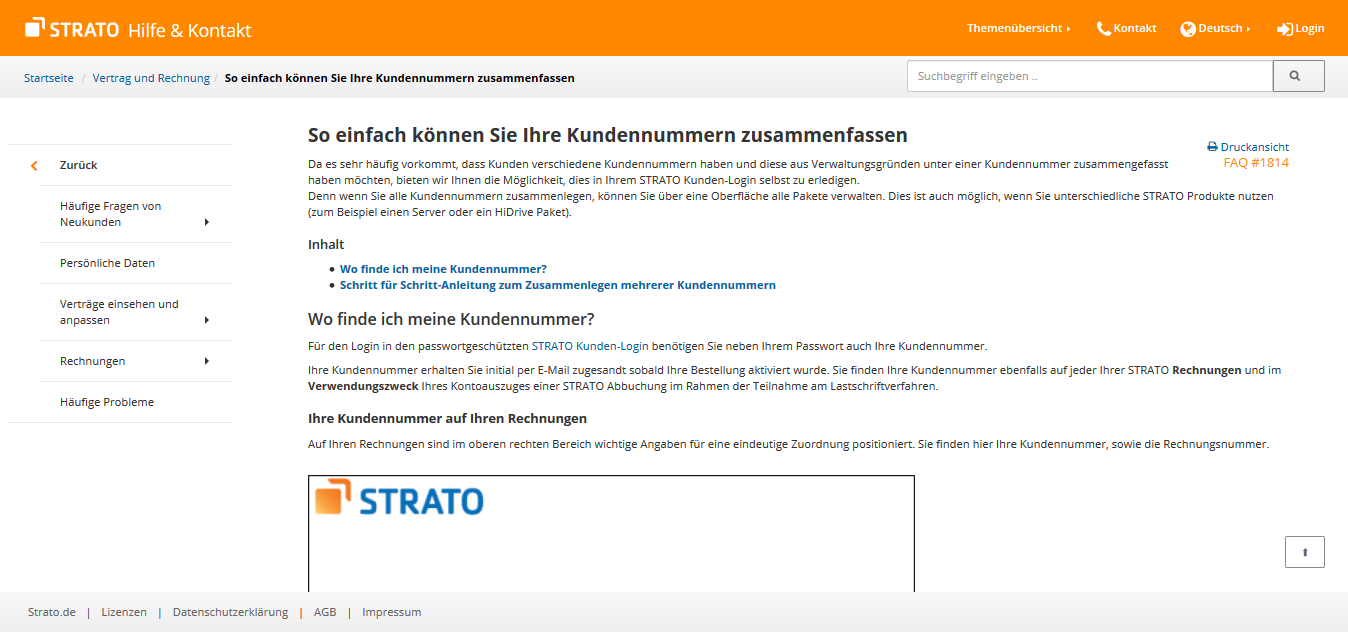 STRATO Hilfe & Kontakt
Themenübersicht
Kontakt
Deutsch
Login
Startseite / Vertrag und Rechnung / So einfach können Sie Ihre Kundennummern zusammenfassen
Suchbegriff eingeben ..
Zurück
Häufige Fragen von
Neukunden
Persönliche Daten
Verträge einsehen und
anpassen
Rechnungen
Häufige Probleme
So einfach können Sie Ihre Kundennummern zusammenfassen
Druckansicht
FAQ #1814
Da es sehr häufig vorkommt, dass Kunden verschiedene Kundennummern haben und diese aus Verwaltungsgründen unter einer Kundennummer zusammengefasst
haben möchten, bieten wir Ihnen die Möglichkeit, dies in Ihrem STRATO Kunden-Login selbst zu erledigen.
Denn wenn Sie alle Kundennummern zusammenlegen, können Sie über eine Oberfläche alle Pakete verwalten. Dies ist auch möglich, wenn Sie unterschiedliche STRATO Produkte nutzen
(zum Beispiel einen Server oder ein HiDrive Paket).
Inhalt
Wo finde ich meine Kundennummer?
Schritt für Schritt-Anleitung zum Zusammenlegen mehrerer Kundennummern
Wo finde ich meine Kundennummer?
Für den Login in den passwortgeschützten STRATO Kunden-Login benötigen Sie neben Ihrem Passwort auch Ihre Kundennummer.
Ihre Kundennummer erhalten Sie initial per E-Mail zugesandt sobald Ihre Bestellung aktiviert wurde. Sie finden Ihre Kundennummer ebenfalls auf jeder Ihrer STRATO Rechnungen und im
Verwendungszweck Ihres Kontoauszuges einer STRATO Abbuchung im Rahmen der Teilnahme am Lastschriftverfahren.
Ihre Kundennummer auf Ihren Rechnungen
Auf Ihren Rechnungen sind im oberen rechten Bereich wichtige Angaben für eine eindeutige Zuordnung positioniert. Sie finden hier Ihre Kundennummer, sowie die Rechnungsnummer.
STRATO
Strato.de | Lizenzen | Datenschutzerklärung | AGB | Impressum